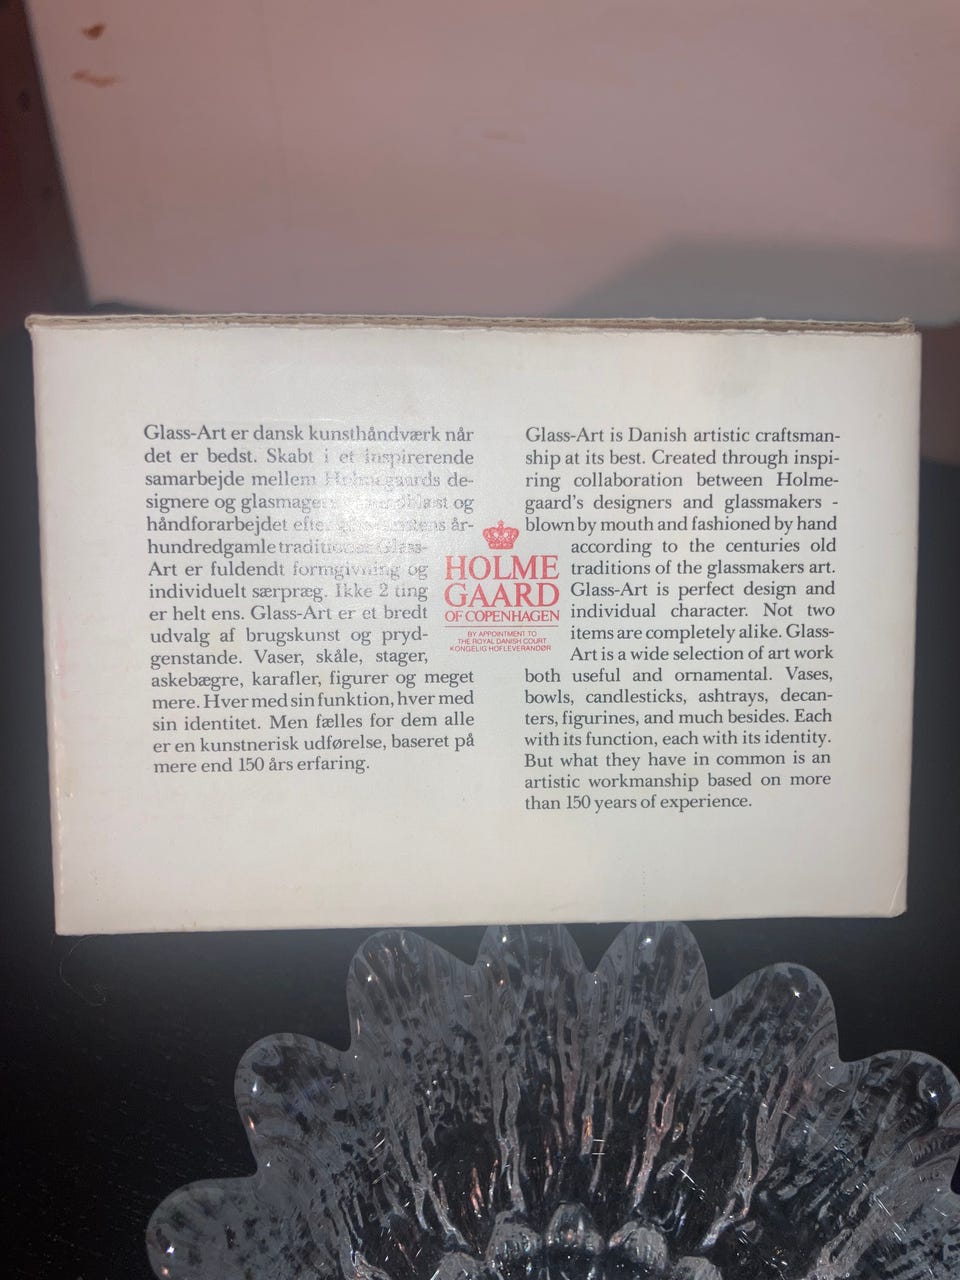 Glass-Art er dansk kunsthåndværk når
det er bedst. Skabt i et inspirerende
samarbejde mellem Holmegaards de-
signere og glasmagere og
håndforarbejdet efter år-
hundredgamle traditioner. Glass-
Art er fuldendt formgivning og
individuelt særpræg. Ikke 2 ting
er helt ens. Glass-Art er et bredt
udvalg af brugskunst og pryd-
genstande. Vaser, skåle, stager,
askebægre, karafler, figurer og meget
mere. Hver med sin funktion, hver med
sin identitet. Men fælles for dem alle
er en kunstnerisk udførelse, baseret på
mere end 150 års erfaring.
HOLME
GAARD
OF COPENHAGEN
BY APPOINTMENT TO
THE ROYAL DANISH COURT
KONGELIG HOFLEVERANDØR
Glass-Art is Danish artistic craftsman-
ship at its best. Created through inspi-
ring collaboration between Holme-
gaard's designers and glassmakers -
blown by mouth and fashioned by hand
according to the centuries old
traditions of the glassmakers art.
Glass-Art is perfect design and
individual character. Not two
items are completely alike. Glass-
Art is a wide selection of art work
both useful and ornamental. Vases,
bowls, candlesticks, ashtrays, decan-
ters, figurines, and much besides. Each
with its function, each with its identity.
But what they have in common is an
artistic workmanship based on more
than 150 years of experience.